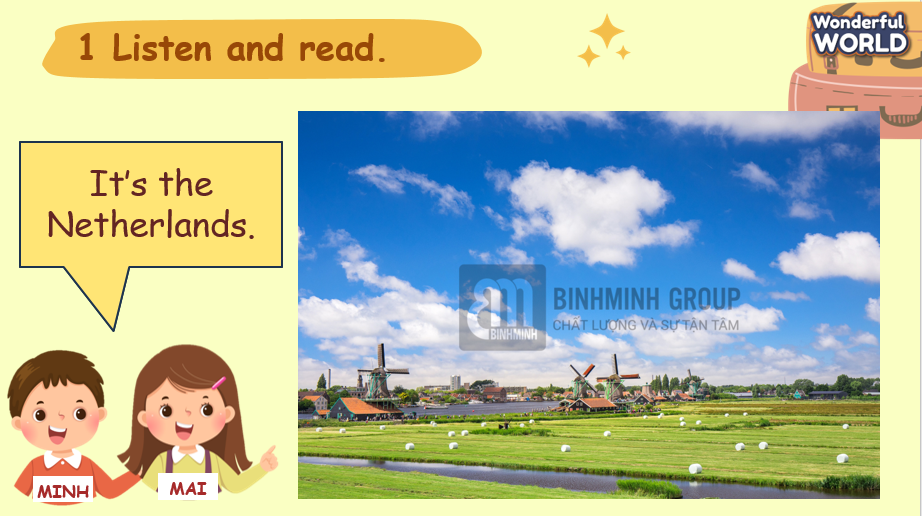 1 Listen and read.
Wonderful
WORLD
It's the
Netherlands.
BINHMINH
BINHMINH GROUP
CHẤT LƯỢNG VÀ SỰ TẬN TÂM
MINH
MAI